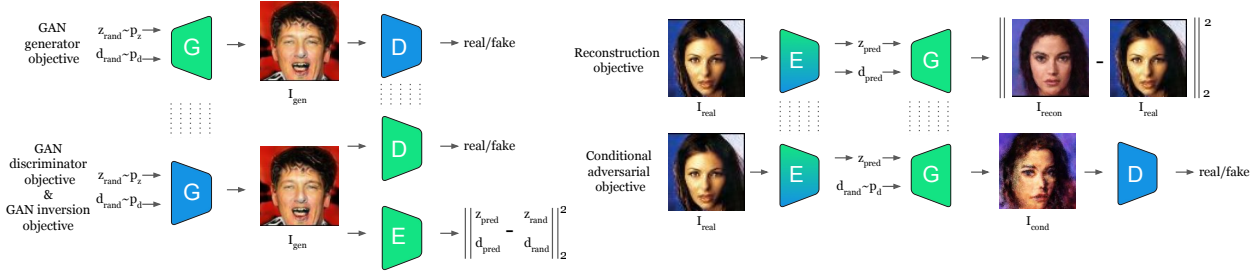 GAN
generator
objective
z_rand~p_z
d_rand~p_d
G
I_gen
D
real/fake
GAN
discriminator
objective
&
GAN inversion
objective
z_rand~p_z
d_rand~p_d
G
I_gen
D
real/fake
E
z_pred - z_rand
d_pred d_rand
2
2
Reconstruction
objective
I_real
E
z_pred
d_pred
G
I_recon
-
I_real
2
2
Conditional
adversarial
objective
I_real
E
z_pred
d_rand~p_d
G
I_cond
D
real/fake